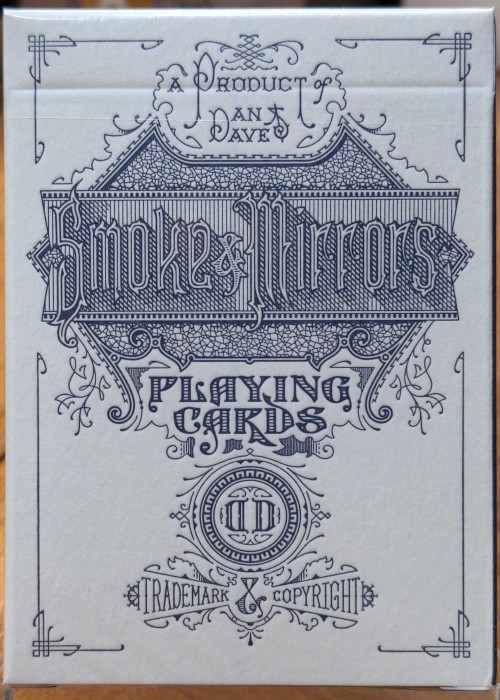 A PRODUCT of
DAN &
DAVE
Smoke & Mirrors
PLAYING
CARDS
DD
TRADEMARK & COPYRIGHT